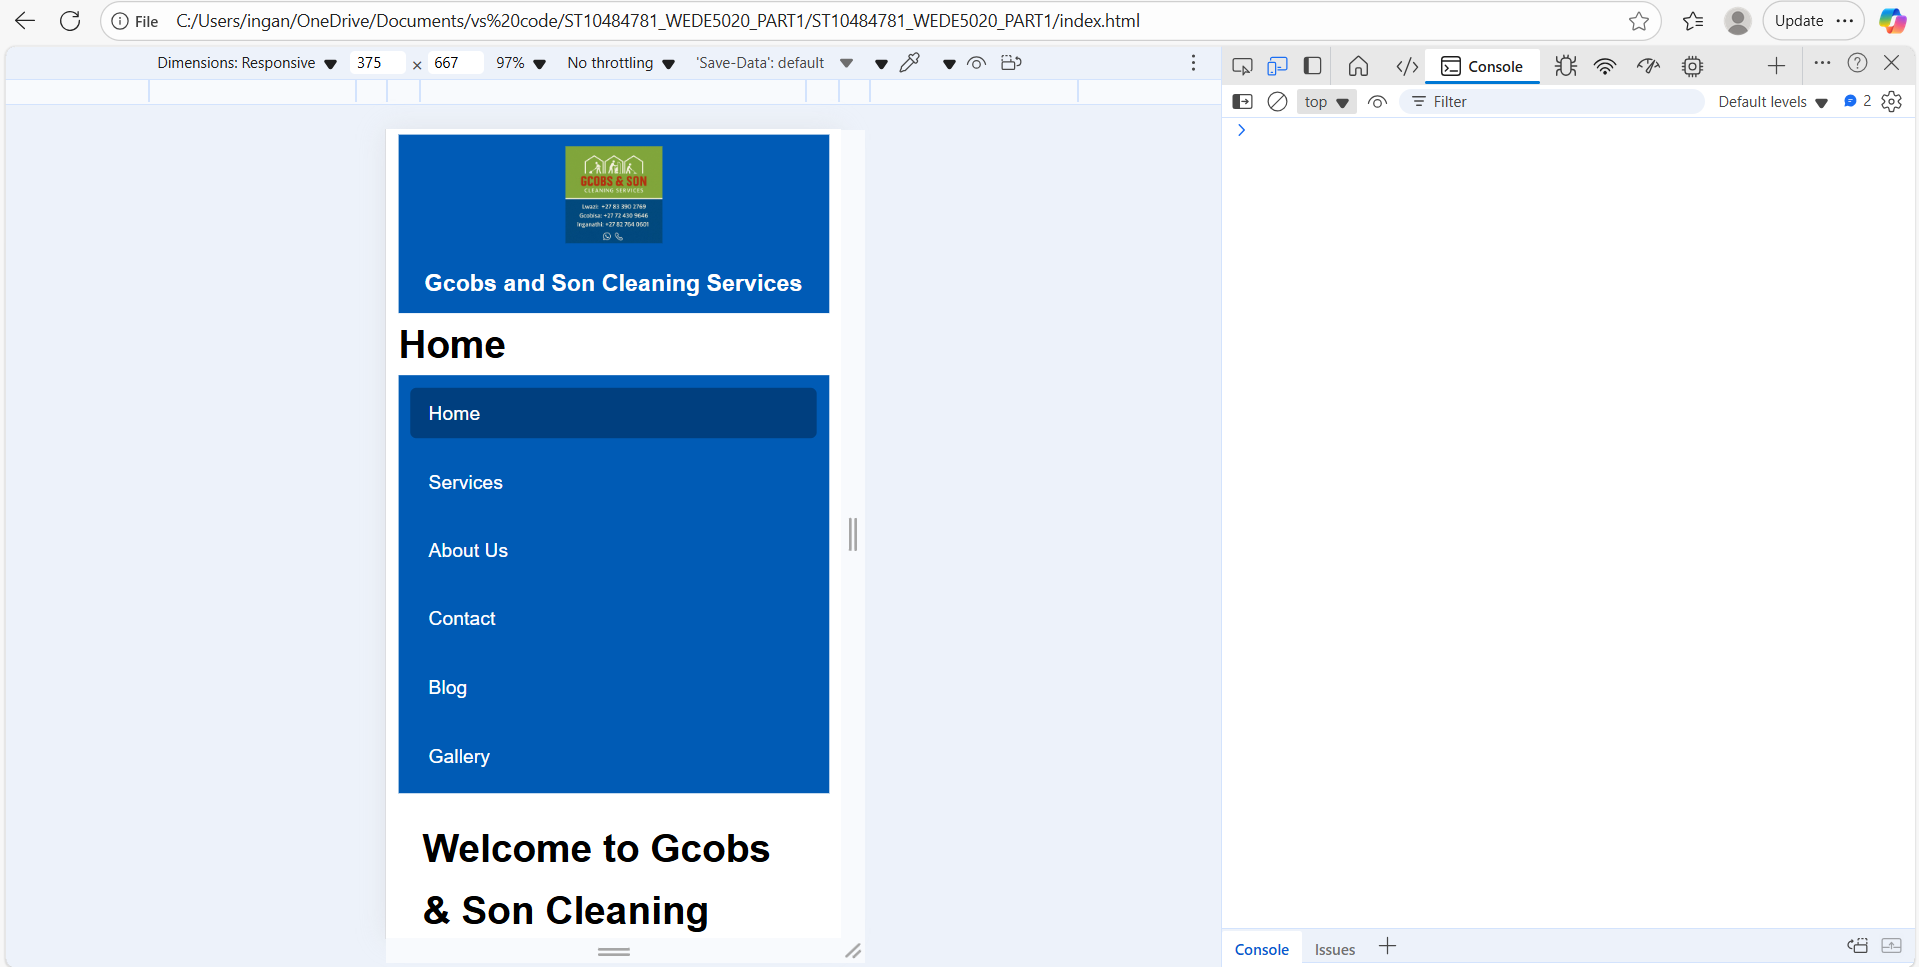 File C:/Users/ingan/OneDrive/Documents/vs%20code/ST10484781_WEDE5020_PART1/ST10484781_WEDE5020_PART1/index.html Update
Dimensions: Responsive 375 × 667 97% No throttling 'Save-Data': default
Console
top Filter Default levels 2
GCOBS & SON
CLEANING SERVICES
Lwazi: +27 83 390 2769
Gcobisa: +27 72 430 9646
Inganathi: +27 82 764 0601
Gcobs and Son Cleaning Services
Home
Home
Services
About Us
Contact
Blog
Gallery
Welcome to Gcobs
& Son Cleaning
Console Issues